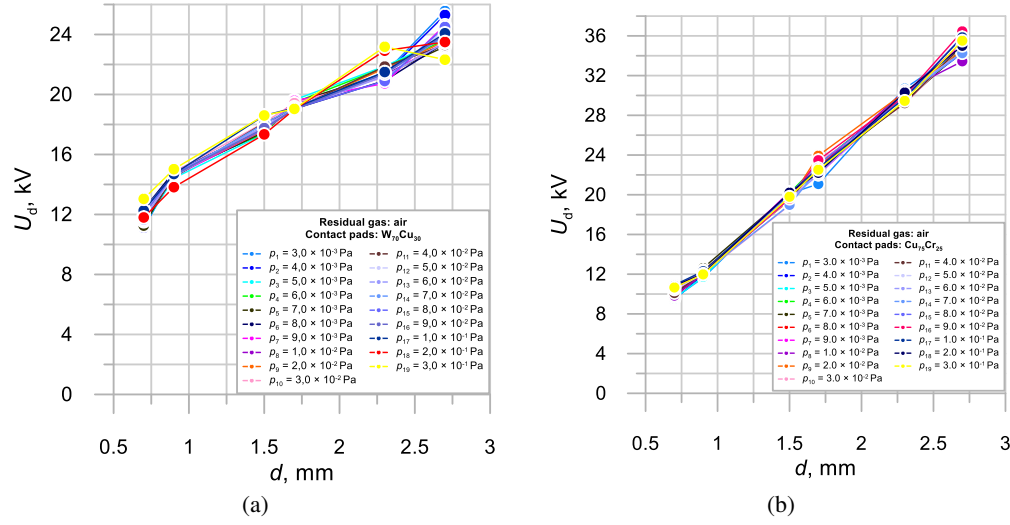 24
20
16
12
8
4
0
U_d, kV
0.5
1
1.5
2
2.5
3
d, mm
Residual gas: air
Contact pads: W₇₀Cu₃₀
p₁ = 3,0 × 10⁻³ Pa
p₂ = 4,0 × 10⁻³ Pa
p₃ = 5,0 × 10⁻³ Pa
p₄ = 6,0 × 10⁻³ Pa
p₅ = 7,0 × 10⁻³ Pa
p₆ = 8,0 × 10⁻³ Pa
p₇ = 9,0 × 10⁻³ Pa
p₈ = 1,0 × 10⁻² Pa
p₉ = 2,0 × 10⁻² Pa
p₁₀ = 3,0 × 10⁻² Pa
p₁₁ = 4,0 × 10⁻² Pa
p₁₂ = 5,0 × 10⁻² Pa
p₁₃ = 6,0 × 10⁻² Pa
p₁₄ = 7,0 × 10⁻² Pa
p₁₅ = 8,0 × 10⁻² Pa
p₁₆ = 9,0 × 10⁻² Pa
p₁₇ = 1,0 × 10⁻¹ Pa
p₁₈ = 2,0 × 10⁻¹ Pa
p₁₉ = 3,0 × 10⁻¹ Pa
(a)
36
32
28
24
20
16
12
8
4
0
U_d, kV
0.5
1
1.5
2
2.5
3
d, mm
Residual gas: air
Contact pads: Cu₇₅Cr₂₅
p₁ = 3.0 × 10⁻³ Pa
p₂ = 4.0 × 10⁻³ Pa
p₃ = 5.0 × 10⁻³ Pa
p₄ = 6.0 × 10⁻³ Pa
p₅ = 7.0 × 10⁻³ Pa
p₆ = 8.0 × 10⁻³ Pa
p₇ = 9.0 × 10⁻³ Pa
p₈ = 1.0 × 10⁻² Pa
p₉ = 2.0 × 10⁻² Pa
p₁₀ = 3.0 × 10⁻² Pa
p₁₁ = 4.0 × 10⁻² Pa
p₁₂ = 5.0 × 10⁻² Pa
p₁₃ = 6.0 × 10⁻² Pa
p₁₄ = 7.0 × 10⁻² Pa
p₁₅ = 8.0 × 10⁻² Pa
p₁₆ = 9.0 × 10⁻² Pa
p₁₇ = 1.0 × 10⁻¹ Pa
p₁₈ = 2.0 × 10⁻¹ Pa
p₁₉ = 3.0 × 10⁻¹ Pa
(b)